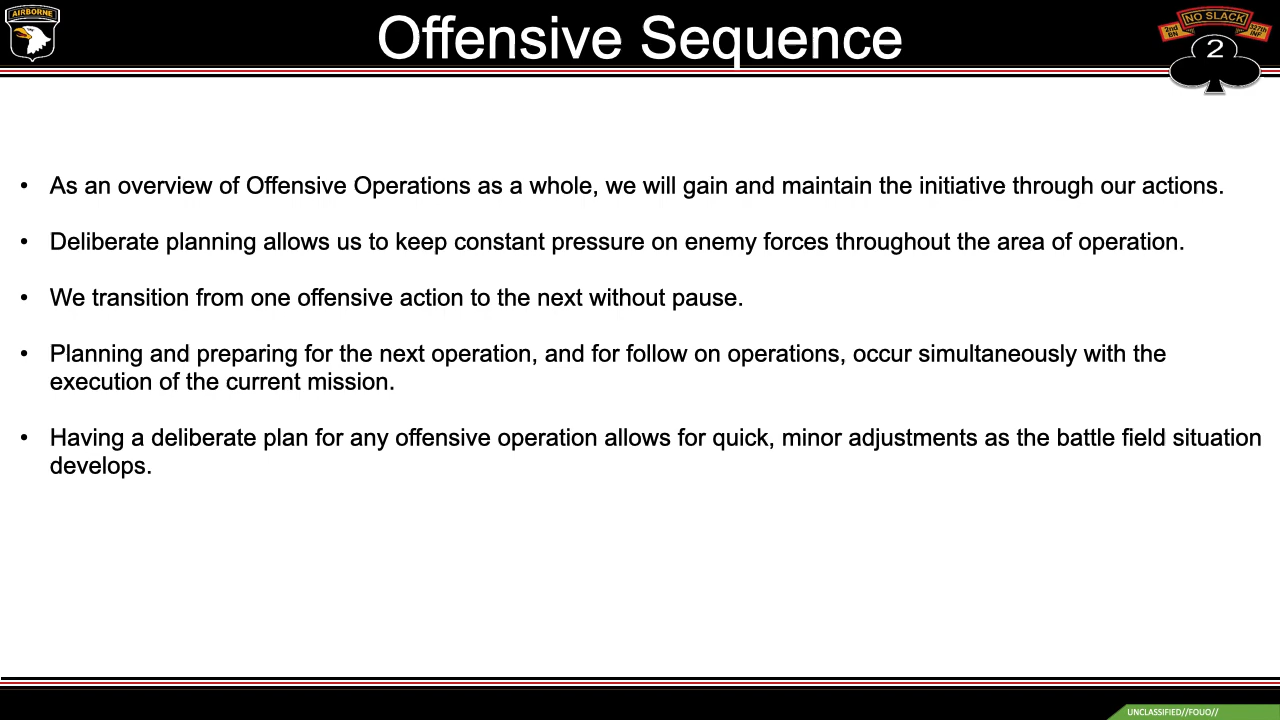 AIRBORNE
Offensive Sequence
NO SLACK
2nd BN
327th INF
2
• As an overview of Offensive Operations as a whole, we will gain and maintain the initiative through our actions.
• Deliberate planning allows us to keep constant pressure on enemy forces throughout the area of operation.
• We transition from one offensive action to the next without pause.
• Planning and preparing for the next operation, and for follow on operations, occur simultaneously with the
execution of the current mission.
• Having a deliberate plan for any offensive operation allows for quick, minor adjustments as the battle field situation
develops.
UNCLASSIFIED//FOUO//